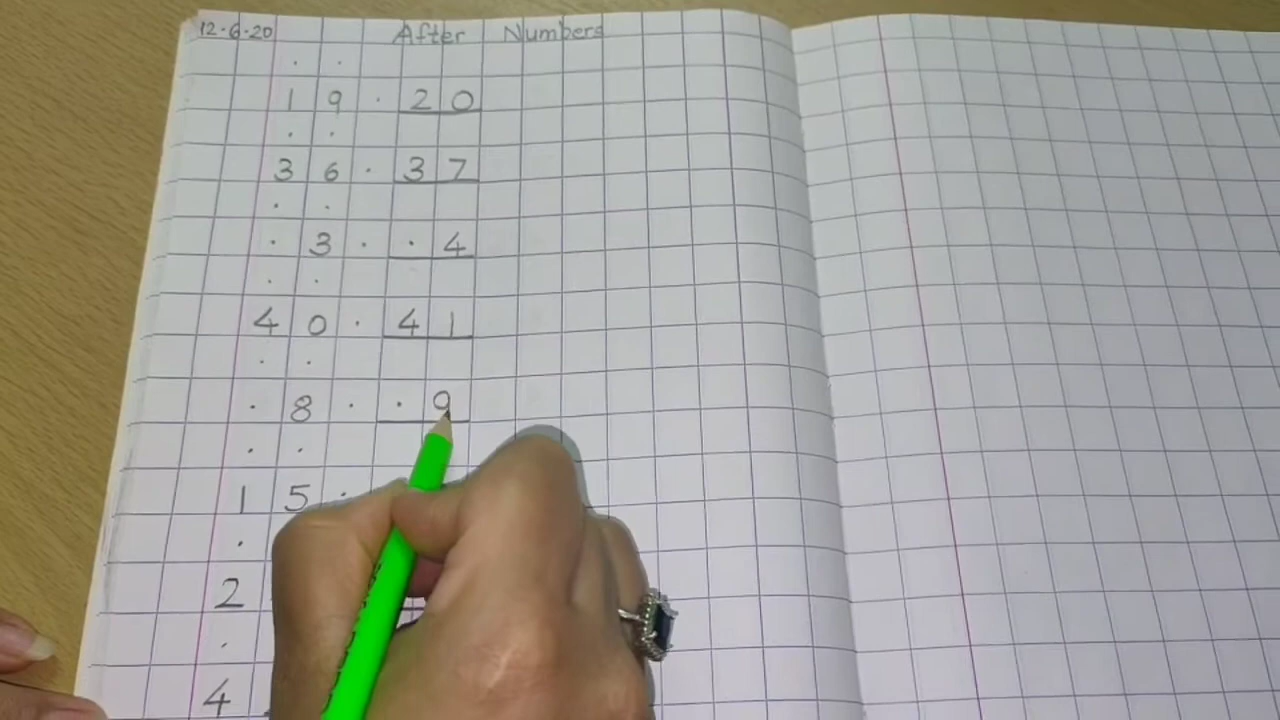 12.6.20 After Numbers
19 . 20
36 . 37
. 3 . . 4
40 . 41
. 8 . . 9
15 .
2
4